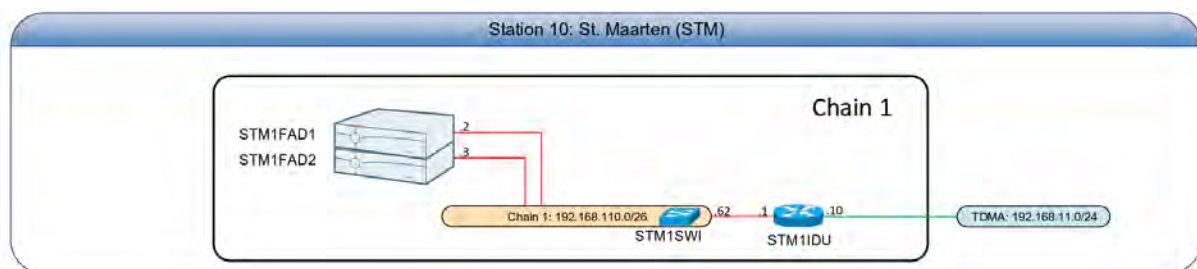 Station 10: St. Maarten (STM)
Chain 1
STM1FAD1
.2
STM1FAD2
.3
Chain 1: 192.168.110.0/26
.62
.1
.10
TDMA: 192.168.11.0/24
STM1SWI
STM1IDU